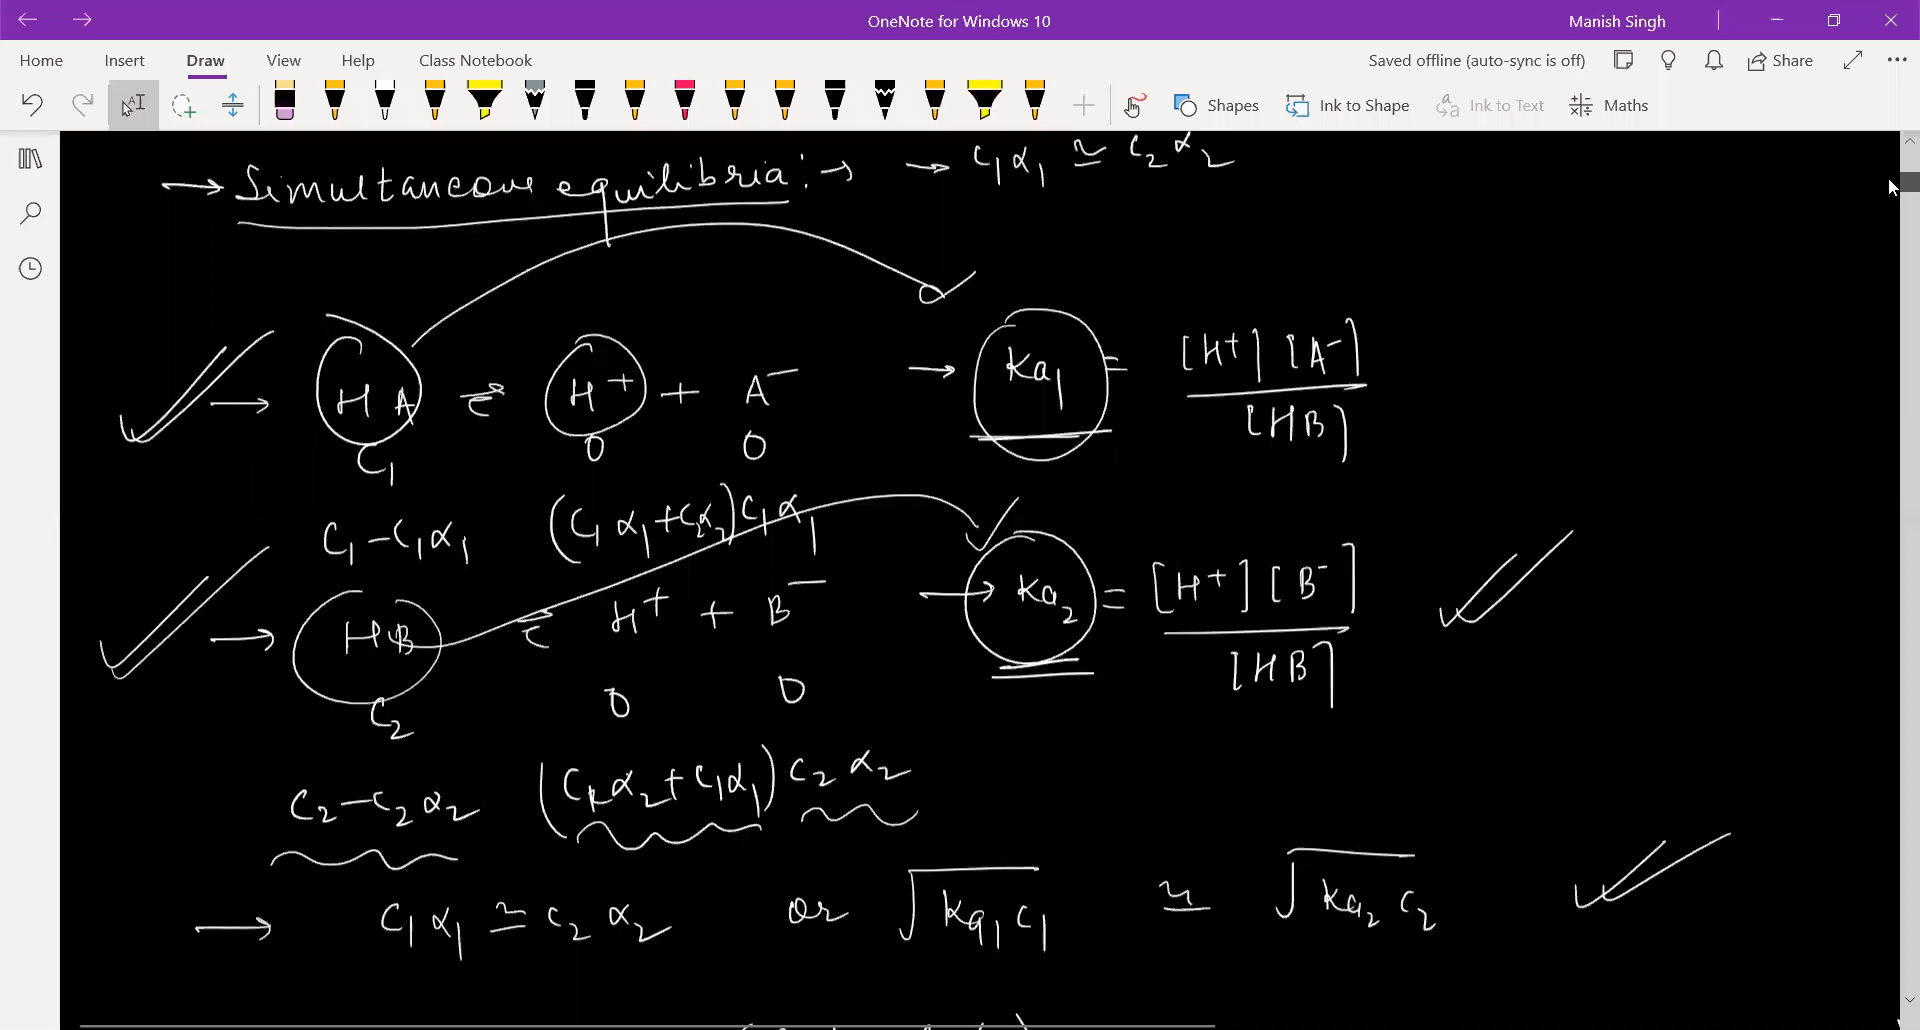 OneNote for Windows 10
Manish Singh
Home Insert Draw View Help Class Notebook
Saved offline (auto-sync is off) Share
Shapes Ink to Shape Ink to Text Maths
→ Simultaneous equilibria :→ → C₁α₁ ≃ C₂α₂
→ HA ⇌ H⁺ + A⁻ → Ka₁ = [H⁺][A⁻] / [HB]
C₁ 0 0
C₁-C₁α₁ (C₁α₁+C₂α₂) C₁α₁
→ HB ⇌ H⁺ + B⁻ → Ka₂ = [H⁺][B⁻] / [HB]
C₂ 0 0
C₂-C₂α₂ (C₂α₂+C₁α₁) C₂α₂
→ C₁α₁ ≃ C₂α₂ or √Ka₁C₁ ≃ √Ka₂C₂